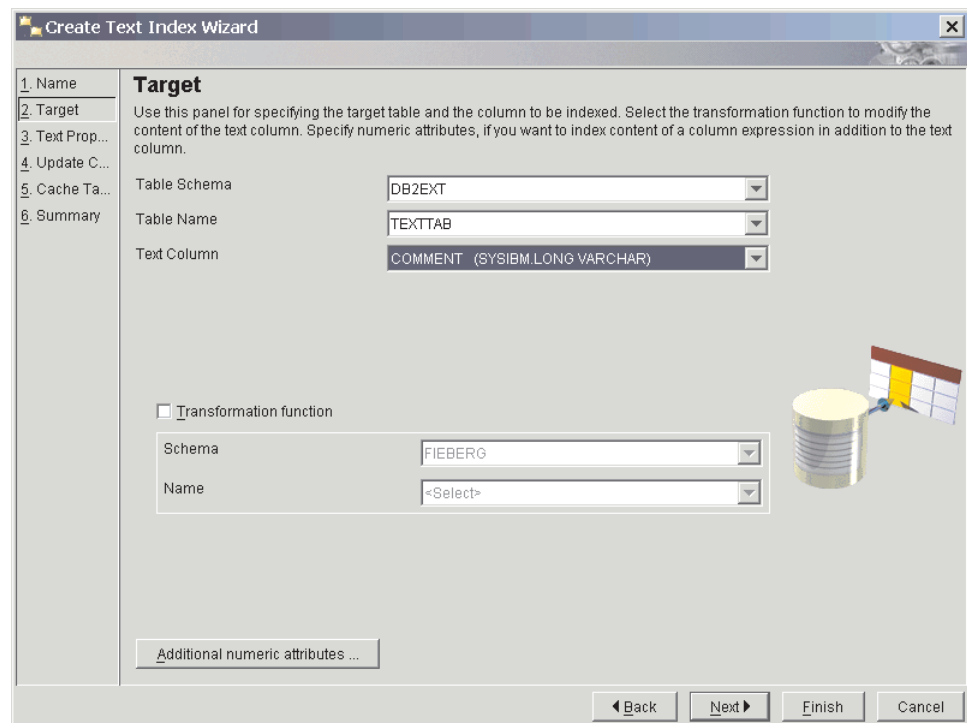 Create Text Index Wizard
1. Name
2. Target
3. Text Prop...
4. Update C...
5. Cache Ta...
6. Summary
Target
Use this panel for specifying the target table and the column to be indexed. Select the transformation function to modify the
content of the text column. Specify numeric attributes, if you want to index content of a column expression in addition to the text
column.
Table Schema
DB2EXT
Table Name
TEXTTAB
Text Column
COMMENT (SYSIBM.LONG VARCHAR)
Transformation function
Schema
FIEBERG
Name
<Select>
Additional numeric attributes ...
Back
Next
Finish
Cancel